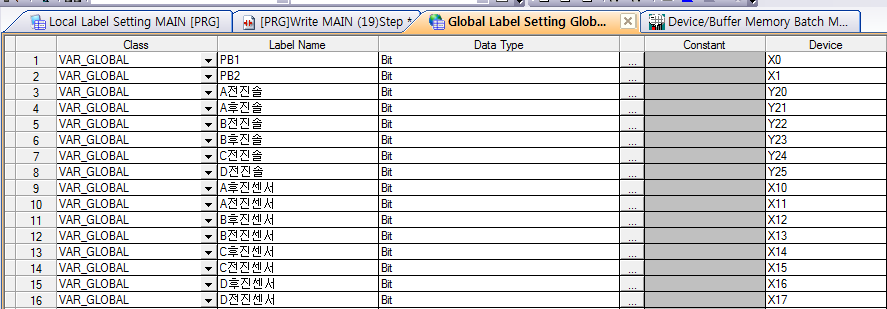 Local Label Setting MAIN [PRG] [PRG]Write MAIN (19)Step * Global Label Setting Glob... Device/Buffer Memory Batch M...
Class Label Name Data Type Constant Device
1 VAR_GLOBAL PB1 Bit ... X0
2 VAR_GLOBAL PB2 Bit ... X1
3 VAR_GLOBAL A전진솔 Bit ... Y20
4 VAR_GLOBAL A후진솔 Bit ... Y21
5 VAR_GLOBAL B전진솔 Bit ... Y22
6 VAR_GLOBAL B후진솔 Bit ... Y23
7 VAR_GLOBAL C전진솔 Bit ... Y24
8 VAR_GLOBAL D전진솔 Bit ... Y25
9 VAR_GLOBAL A후진센서 Bit ... X10
10 VAR_GLOBAL A전진센서 Bit ... X11
11 VAR_GLOBAL B후진센서 Bit ... X12
12 VAR_GLOBAL B전진센서 Bit ... X13
13 VAR_GLOBAL C후진센서 Bit ... X14
14 VAR_GLOBAL C전진센서 Bit ... X15
15 VAR_GLOBAL D후진센서 Bit ... X16
16 VAR_GLOBAL D전진센서 Bit ... X17